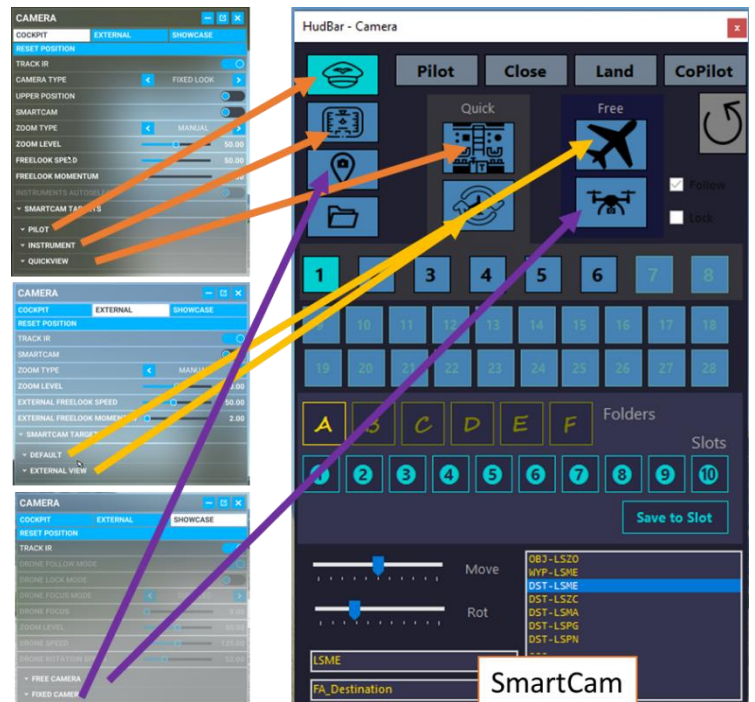 CAMERA
COCKPIT EXTERNAL SHOWCASE
RESET POSITION
TRACK IR
CAMERA TYPE FIXED LOOK
UPPER POSITION
SMARTCAM
ZOOM TYPE MANUAL
ZOOM LEVEL 50.00
FREELOOK SPEED 50.00
FREELOOK MOMENTUM
SMARTCAM TARGETS
PILOT
INSTRUMENT
QUICKVIEW
CAMERA
COCKPIT EXTERNAL SHOWCASE
RESET POSITION
TRACK IR
SMARTCAM
ZOOM TYPE MANUAL
ZOOM LEVEL
EXTERNAL FREELOOK SPEED 50.00
EXTERNAL FREELOOK MOMENTUM 2.00
SMARTCAM TARGET
DEFAULT
EXTERNAL VIEW
CAMERA
COCKPIT EXTERNAL SHOWCASE
RESET POSITION
TRACK IR
DRONE FOLLOW MODE
DRONE LOCK MODE
DRONE FOCUS MODE
DRONE FOCUS
ZOOM LEVEL
DRONE SPEED
DRONE ROTATION
FREE CAMERA
FIXED CAMERA
HudBar - Camera x
Pilot Close Land CoPilot
Quick Free
Follow
Lock
1 3 4 5 6 7 8
10 11 12 13 14 15 16 17 18
19 20 21 22 23 24 25 26 27 28
A B C D E F Folders
Slots
1 2 3 4 5 6 7 8 9 10
Save to Slot
Move
Rot
OBJ-LSZO
WYP-LSME
DST-LSME
DST-LSZC
DST-LSMA
DST-LSPG
DST-LSPN
LSME
FA_Destination
SmartCam